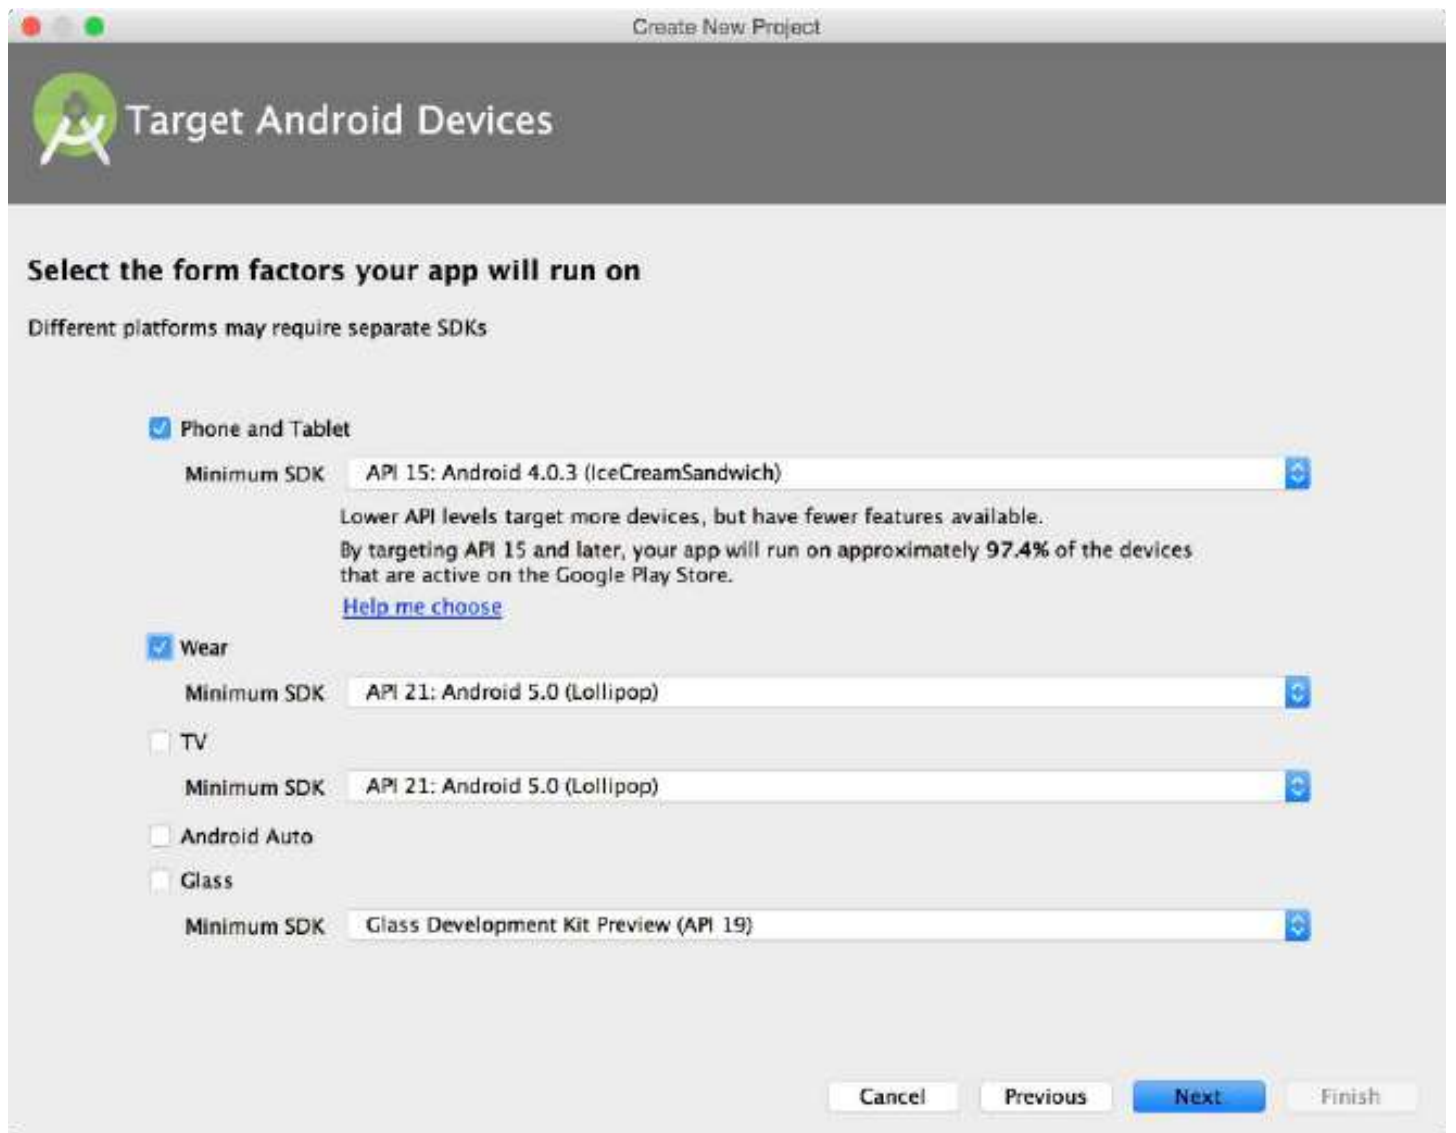 Create New Project
Target Android Devices
Select the form factors your app will run on
Different platforms may require separate SDKs
Phone and Tablet
Minimum SDK API 15: Android 4.0.3 (IceCreamSandwich)
Lower API levels target more devices, but have fewer features available.
By targeting API 15 and later, your app will run on approximately 97.4% of the devices
that are active on the Google Play Store.
Help me choose
Wear
Minimum SDK API 21: Android 5.0 (Lollipop)
TV
Minimum SDK API 21: Android 5.0 (Lollipop)
Android Auto
Glass
Minimum SDK Glass Development Kit Preview (API 19)
Cancel Previous Next Finish